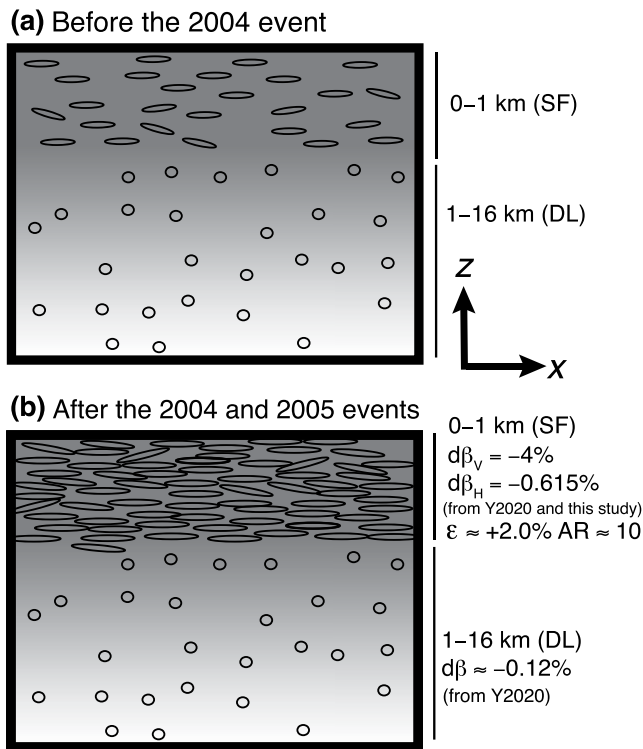 (a) Before the 2004 event
0–1 km (SF)
1–16 km (DL)
z
x
(b) After the 2004 and 2005 events
0–1 km (SF)
dβV = −4%
dβH = −0.615%
(from Y2020 and this study)
ε ≈ +2.0% AR ≈ 10
1–16 km (DL)
dβ ≈ −0.12%
(from Y2020)